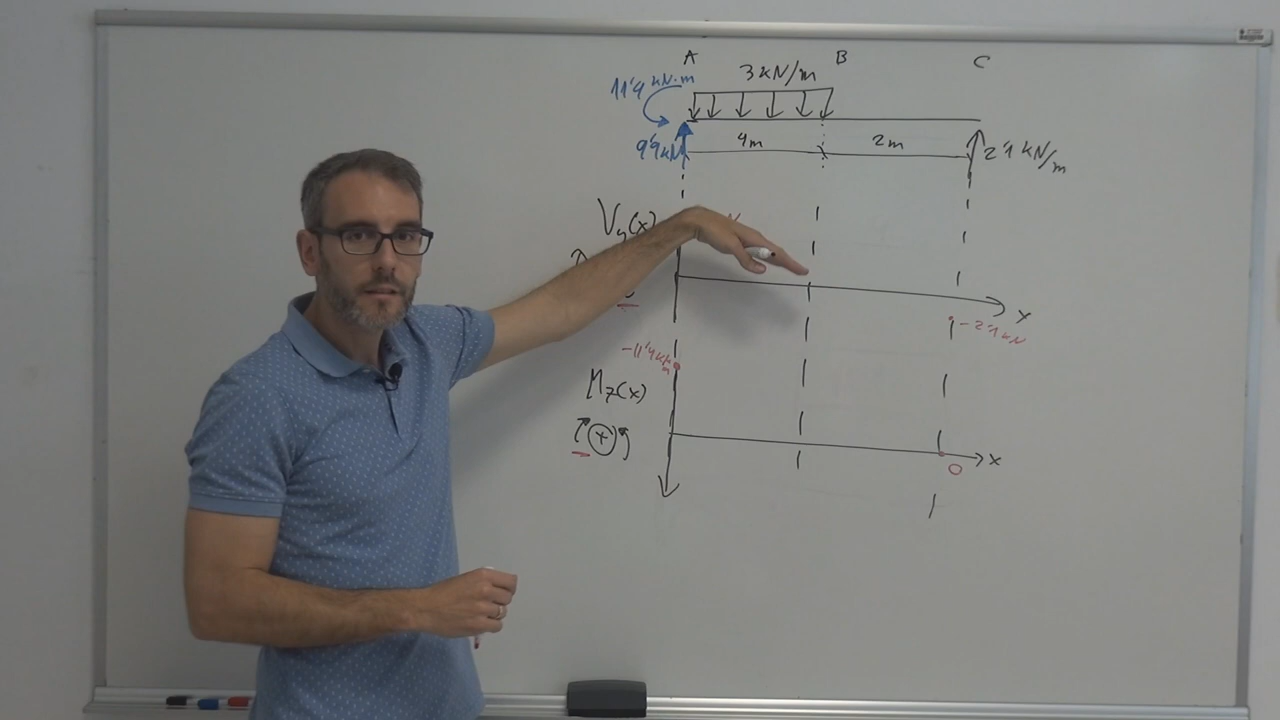 A B C
11'4 kN·m
3 kN/m
9'9 kN
4m
2m
2'1 kN/m
Vy(x)
x
-2'1 kN
-11'4 kN m
Mz(x)
+
x
0